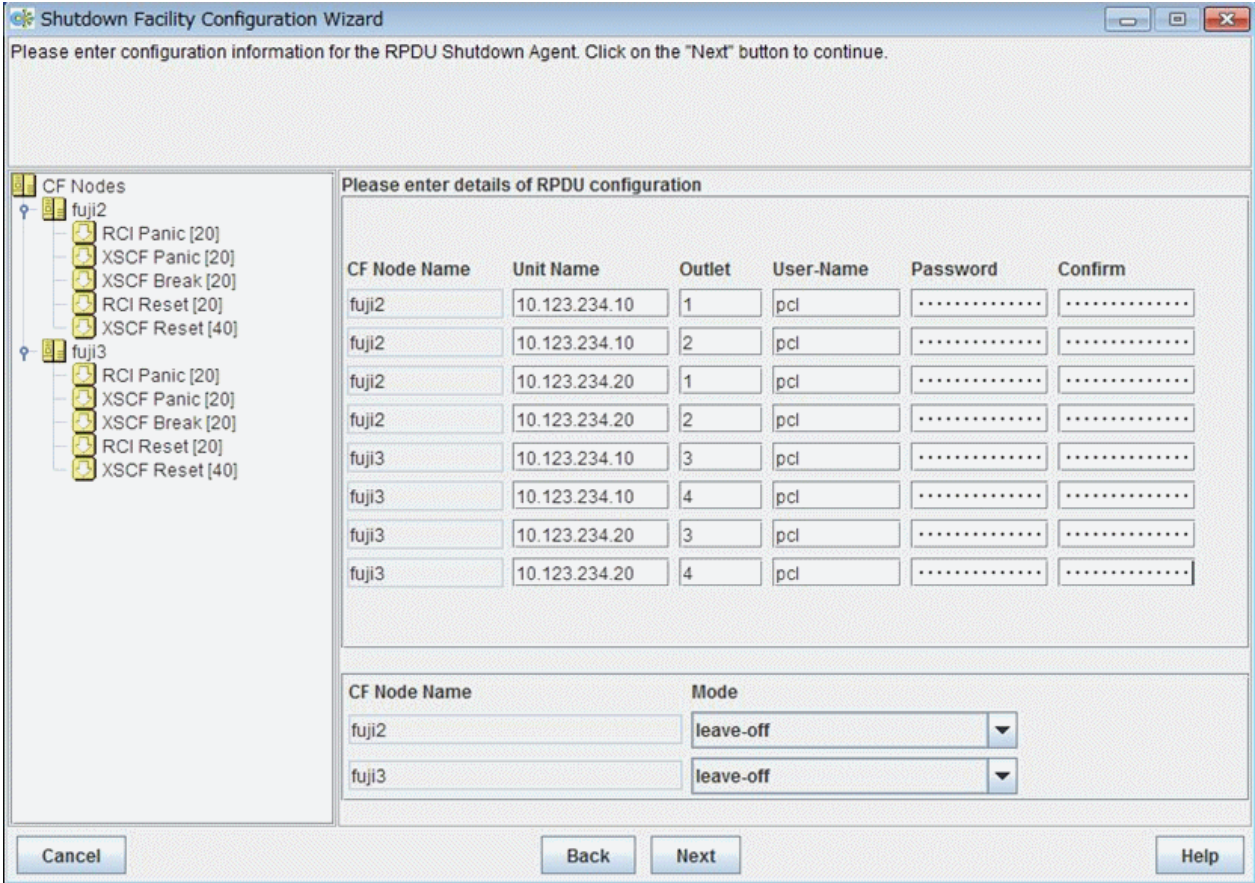 Shutdown Facility Configuration Wizard
Please enter configuration information for the RPDU Shutdown Agent. Click on the "Next" button to continue.
CF Nodes
fuji2
RCI Panic [20]
XSCF Panic [20]
XSCF Break [20]
RCI Reset [20]
XSCF Reset [40]
fuji3
RCI Panic [20]
XSCF Panic [20]
XSCF Break [20]
RCI Reset [20]
XSCF Reset [40]
Please enter details of RPDU configuration
CF Node Name Unit Name Outlet User-Name Password Confirm
fuji2 10.123.234.10 1 pcl •••••••••••••• ••••••••••••••
fuji2 10.123.234.10 2 pcl •••••••••••••• ••••••••••••••
fuji2 10.123.234.20 1 pcl •••••••••••••• ••••••••••••••
fuji2 10.123.234.20 2 pcl •••••••••••••• ••••••••••••••
fuji3 10.123.234.10 3 pcl •••••••••••••• ••••••••••••••
fuji3 10.123.234.10 4 pcl •••••••••••••• ••••••••••••••
fuji3 10.123.234.20 3 pcl •••••••••••••• ••••••••••••••
fuji3 10.123.234.20 4 pcl •••••••••••••• ••••••••••••••
CF Node Name Mode
fuji2 leave-off
fuji3 leave-off
Cancel Back Next Help